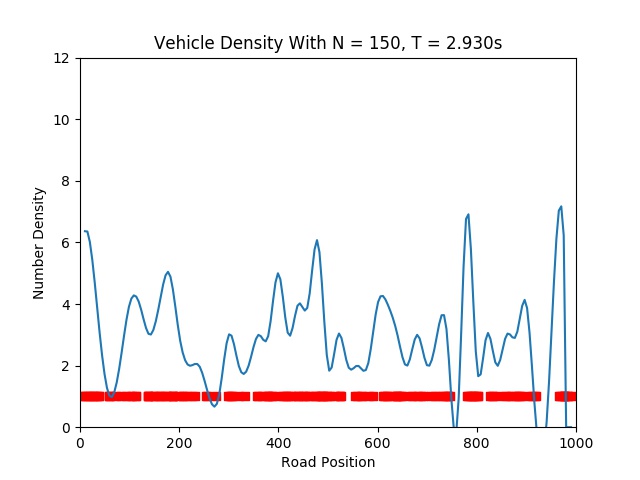 Vehicle Density With N = 150, T = 2.930s
12
10
8
6
4
2
0
Number Density
0 200 400 600 800 1000
Road Position